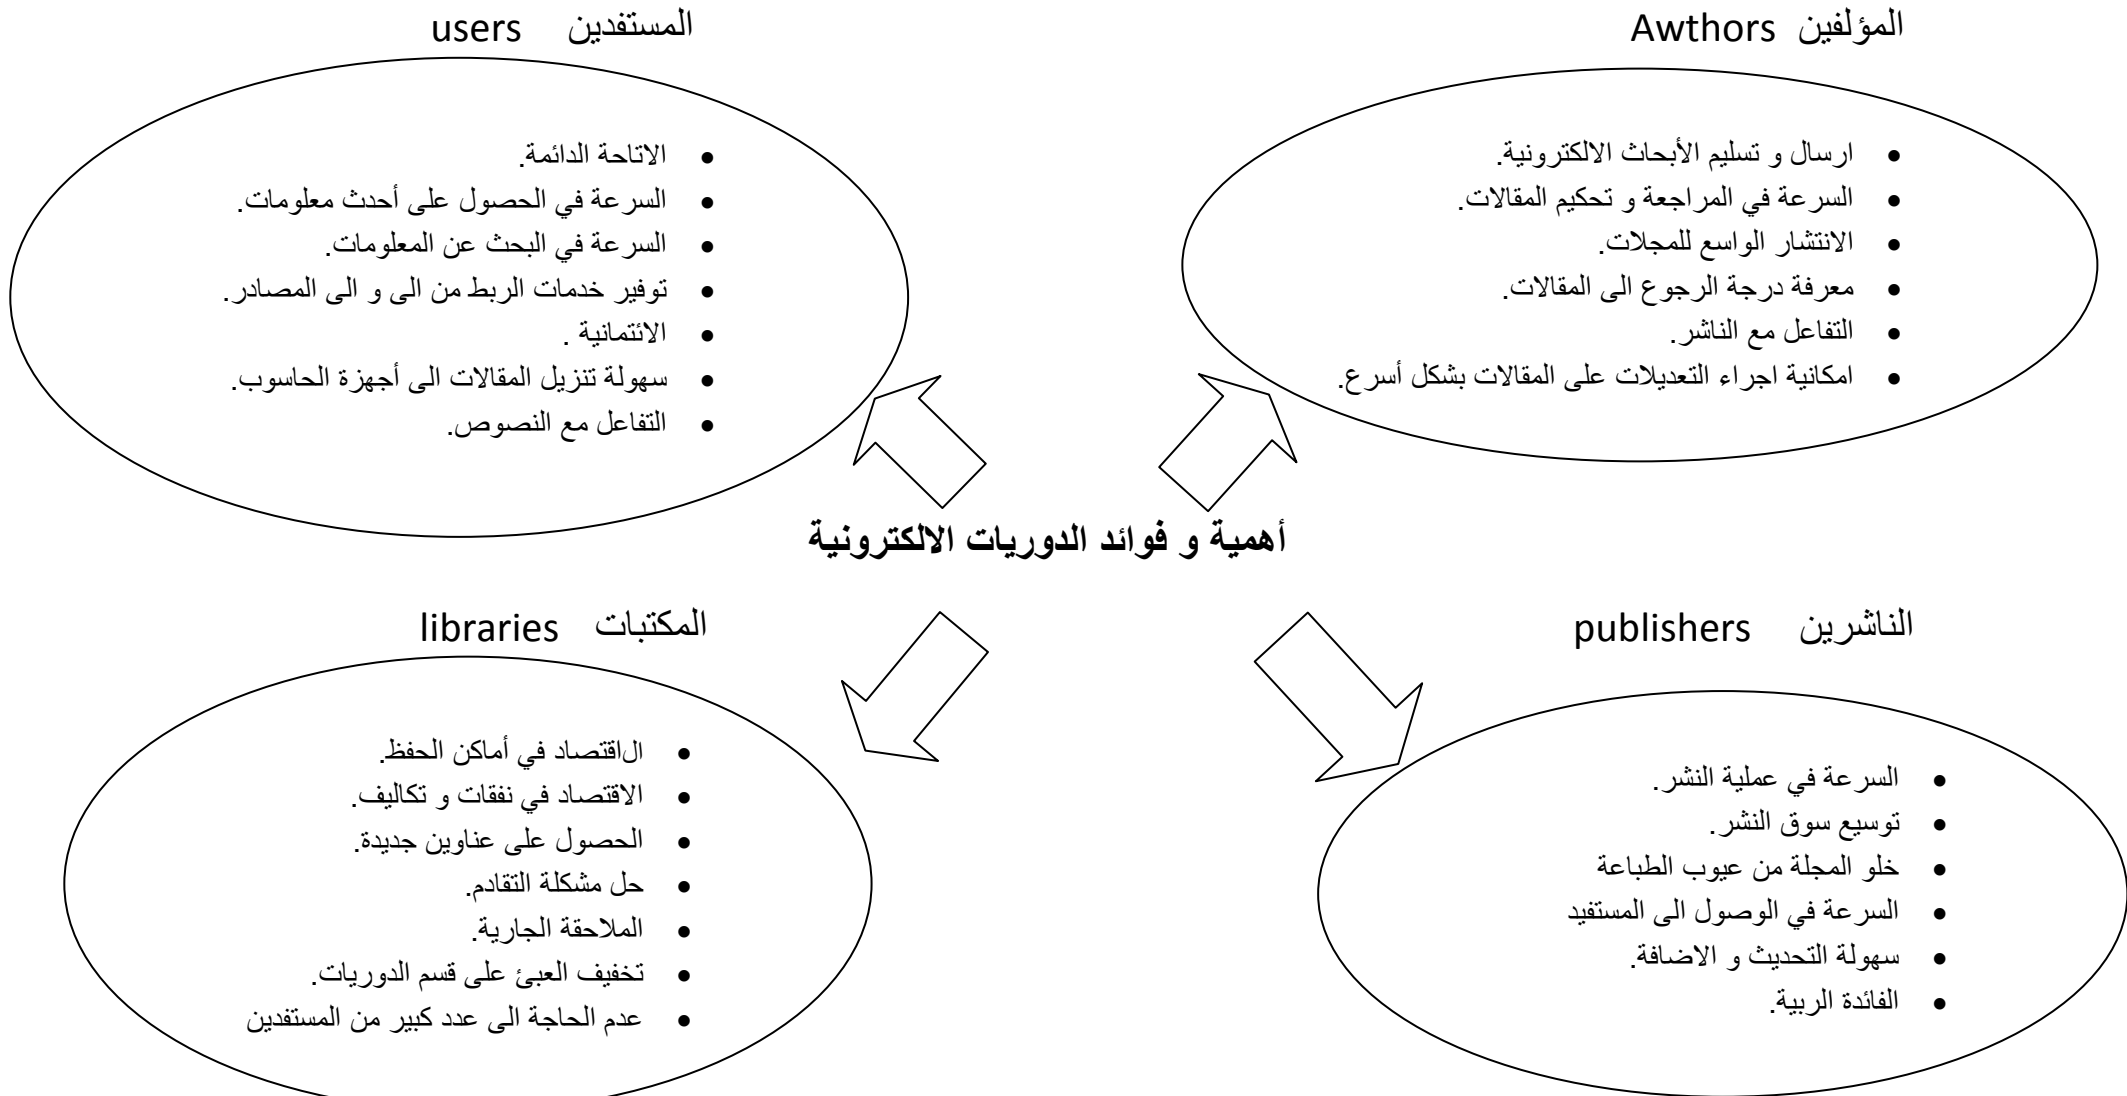 المؤلفين Awthors
• ارسال و تسليم الأبحاث الالكترونية.
• السرعة في المراجعة و تحكيم المقالات.
• الانتشار الواسع للمجلات.
• معرفة درجة الرجوع الى المقالات.
• التفاعل مع الناشر.
• امكانية اجراء التعديلات على المقالات بشكل أسرع.
المستفدين users
• الاتاحة الدائمة.
• السرعة في الحصول على أحدث معلومات.
• السرعة في البحث عن المعلومات.
• توفير خدمات الربط من الى و الى المصادر.
• الائتمانية .
• سهولة تنزيل المقالات الى أجهزة الحاسوب.
• التفاعل مع النصوص.
أهمية و فوائد الدوريات الالكترونية
الناشرين publishers
• السرعة في عملية النشر.
• توسيع سوق النشر.
• خلو المجلة من عيوب الطباعة
• السرعة في الوصول الى المستفيد
• سهولة التحديث و الاضافة.
• الفائدة الربية.
المكتبات libraries
• الاقتصاد في أماكن الحفظ.
• الاقتصاد في نفقات و تكاليف.
• الحصول على عناوين جديدة.
• حل مشكلة التقادم.
• الملاحقة الجارية.
• تخفيف العبئ على قسم الدوريات.
• عدم الحاجة الى عدد كبير من المستفدين